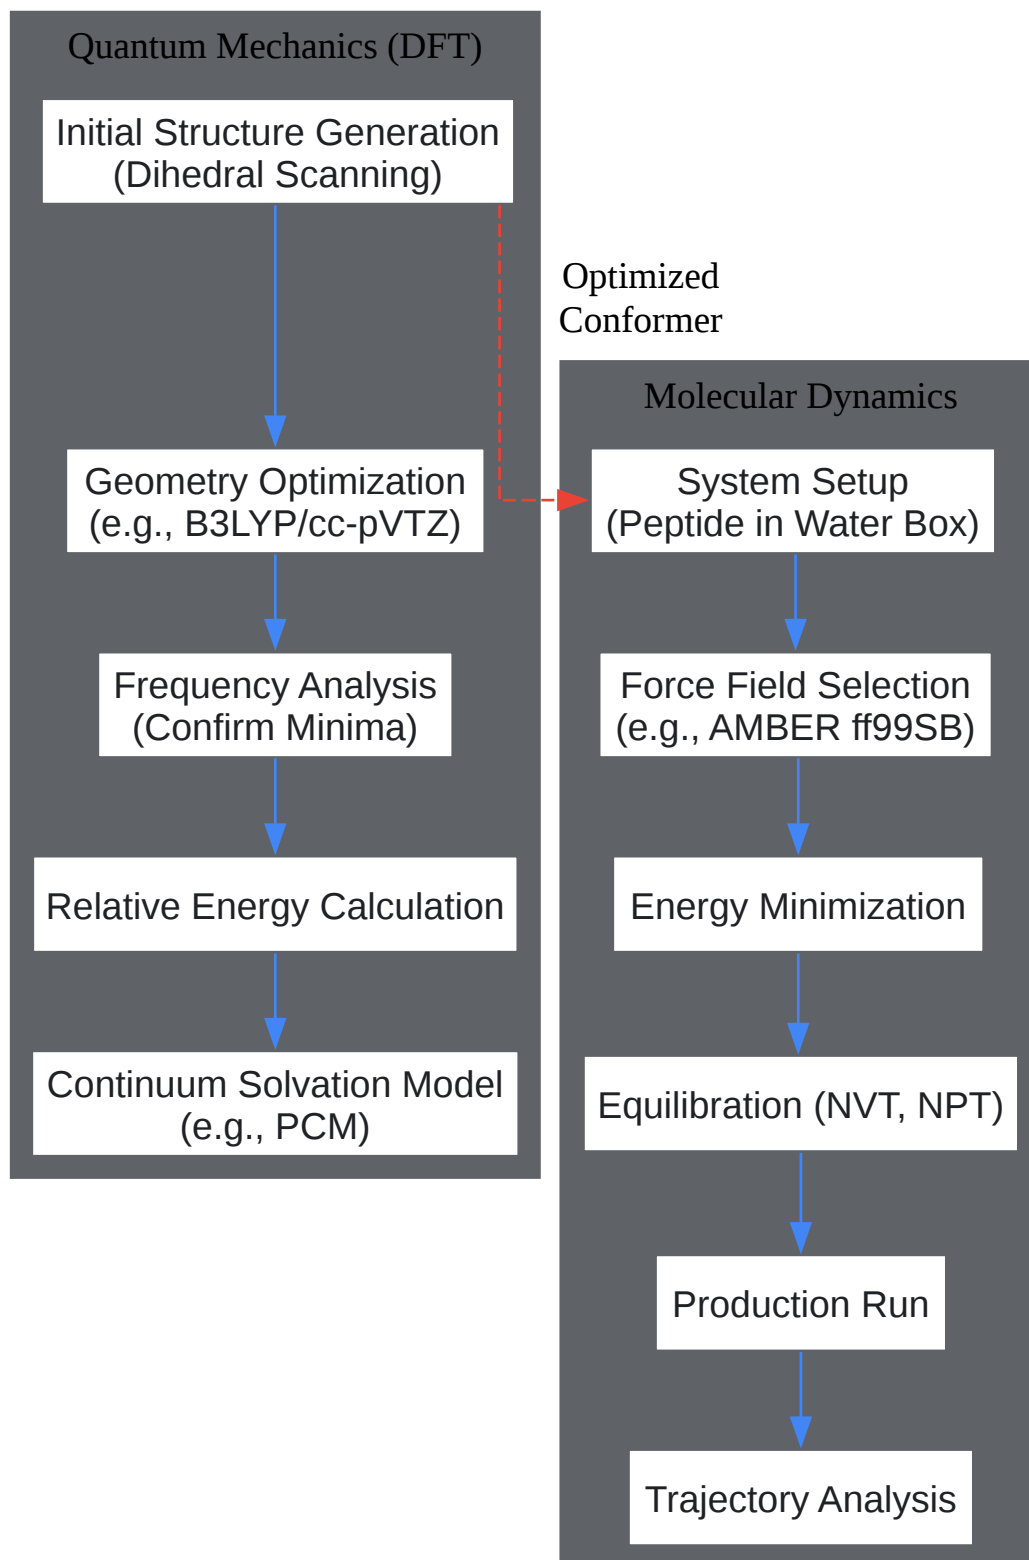 Quantum Mechanics (DFT)
Initial Structure Generation
(Dihedral Scanning)
Geometry Optimization
(e.g., B3LYP/cc-pVTZ)
Frequency Analysis
(Confirm Minima)
Relative Energy Calculation
Continuum Solvation Model
(e.g., PCM)
Optimized
Conformer
Molecular Dynamics
System Setup
(Peptide in Water Box)
Force Field Selection
(e.g., AMBER ff99SB)
Energy Minimization
Equilibration (NVT, NPT)
Production Run
Trajectory Analysis